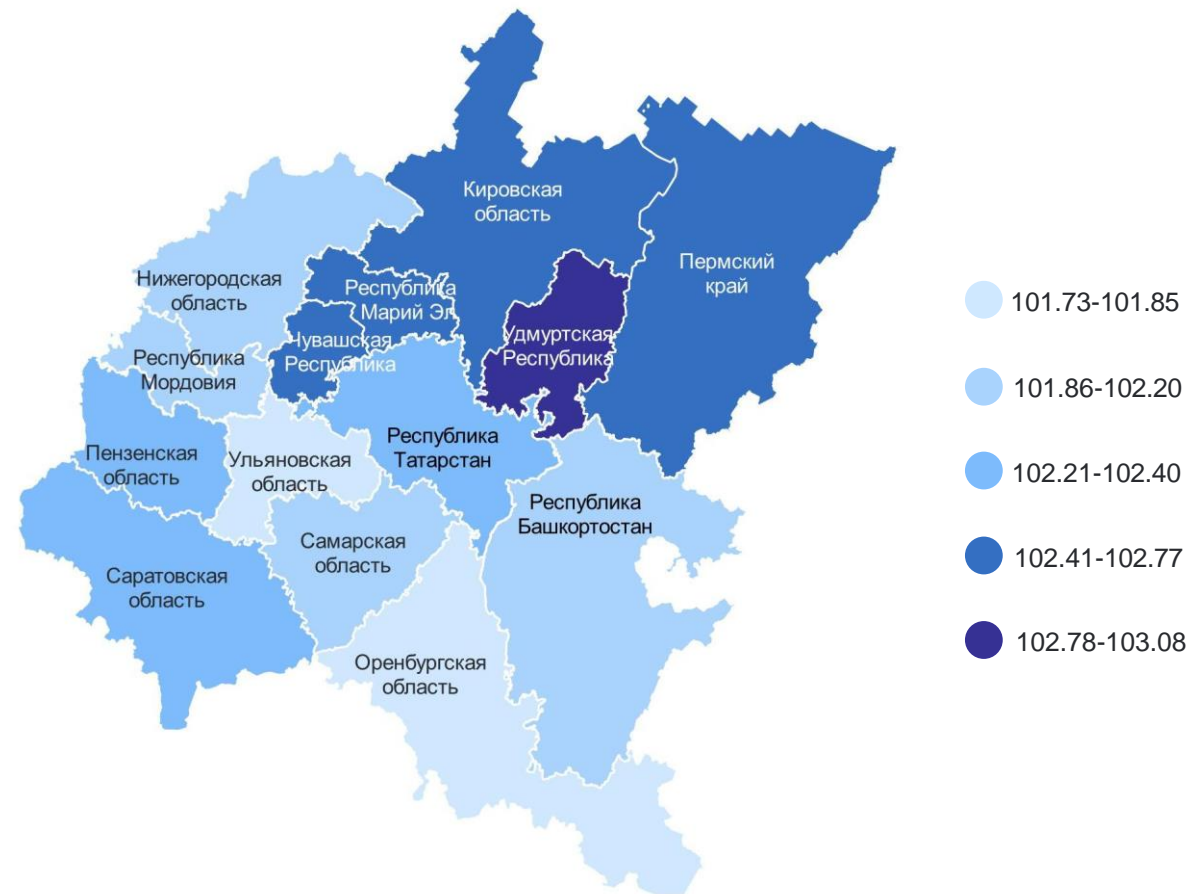 Кировская
область
Пермский
край
Нижегородская
область
Республика
Марий Эл
Удмуртская
Республика
Чувашская
Республика
Республика
Мордовия
Республика
Татарстан
Пензенская
область
Ульяновская
область
Республика
Башкортостан
Самарская
область
Саратовская
область
Оренбургская
область
101.73-101.85
101.86-102.20
102.21-102.40
102.41-102.77
102.78-103.08